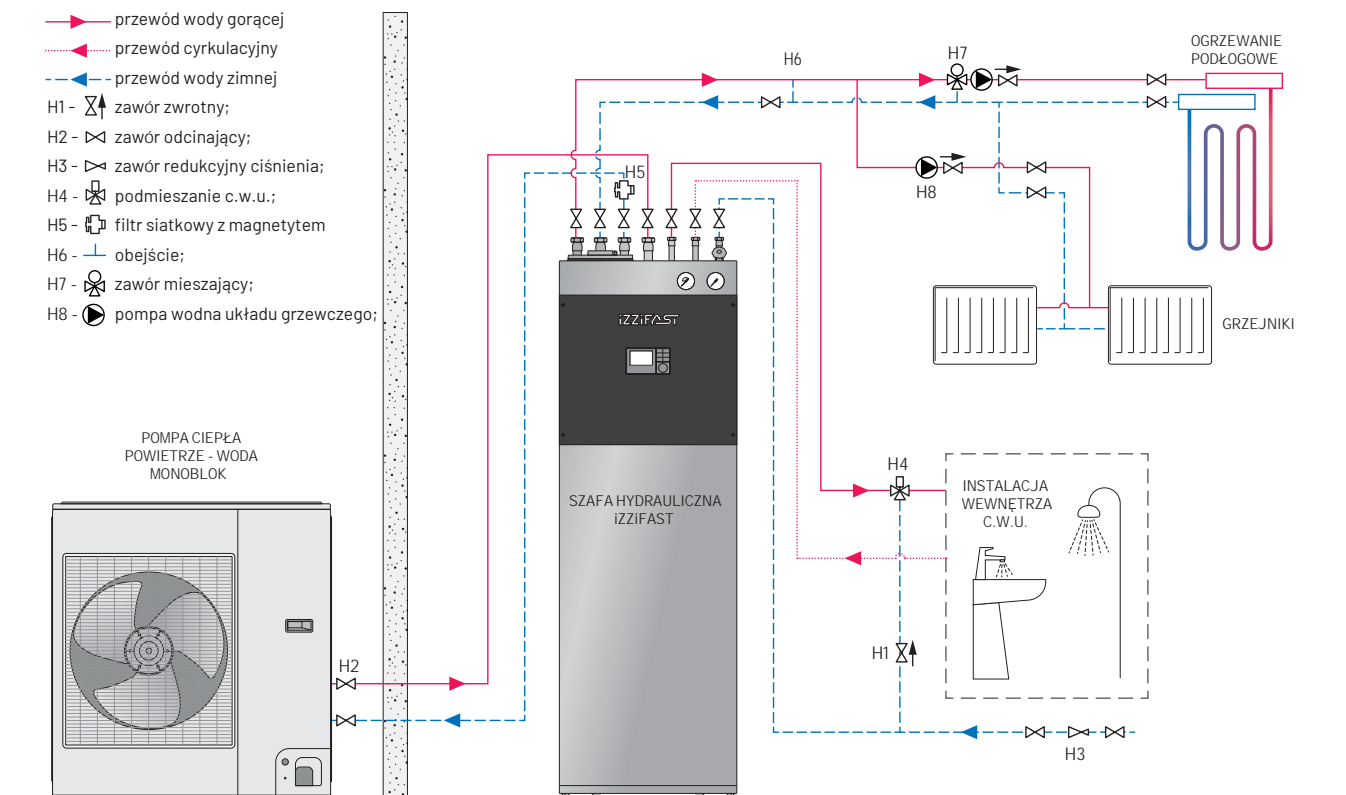 przewód wody gorącej
przewód cyrkulacyjny
przewód wody zimnej
H1 - zawór zwrotny;
H2 - zawór odcinający;
H3 - zawór redukcyjny ciśnienia;
H4 - podmieszanie c.w.u.;
H5 - filtr siatkowy z magnetytem
H6 - obejście;
H7 - zawór mieszający;
H8 - pompa wodna układu grzewczego;
H6
H7
OGRZEWANIE
PODŁOGOWE
H5
H8
GRZEJNIKI
iZZiFAST
POMPA CIEPŁA
POWIETRZE - WODA
MONOBLOK
SZAFA HYDRAULICZNA
iZZiFAST
H4
INSTALACJA
WEWNĘTRZA
C.W.U.
H1
H2
H3